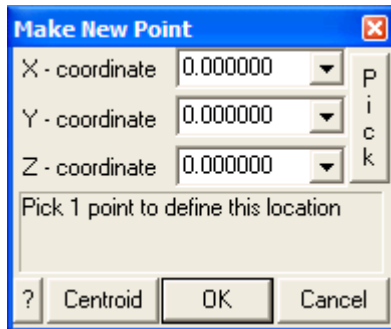 Make New Point
X - coordinate 0.000000
Y - coordinate 0.000000
Z - coordinate 0.000000
Pick
Pick 1 point to define this location
? Centroid OK Cancel